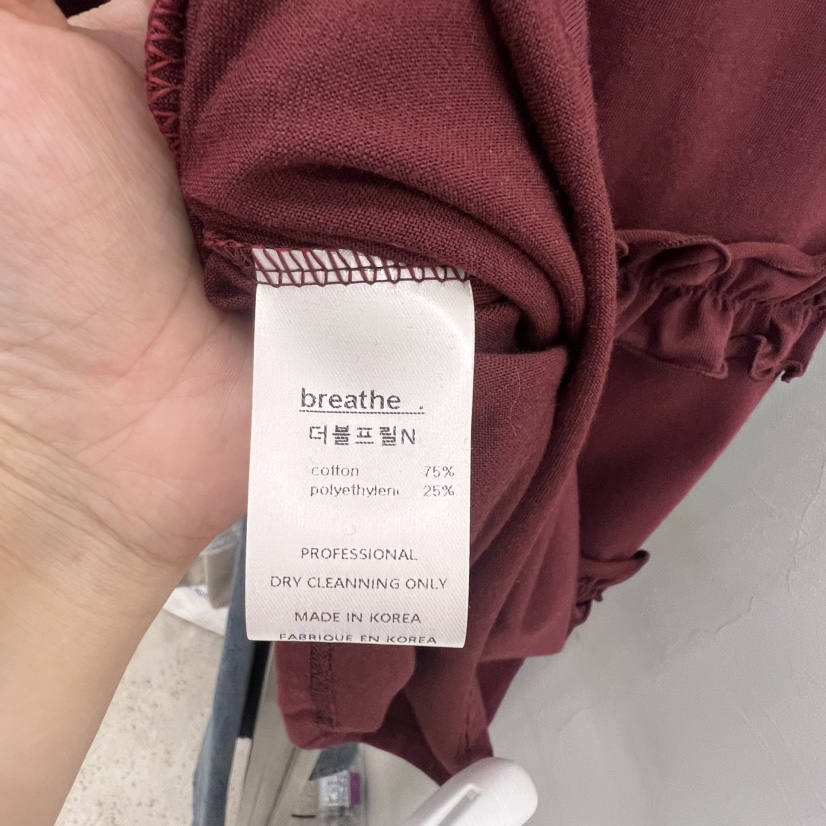 breathe .
더블프릴N
cotton 75%
polyethylen 25%
PROFESSIONAL
DRY CLEANNING ONLY
MADE IN KOREA
FABRIQUE EN KOREA